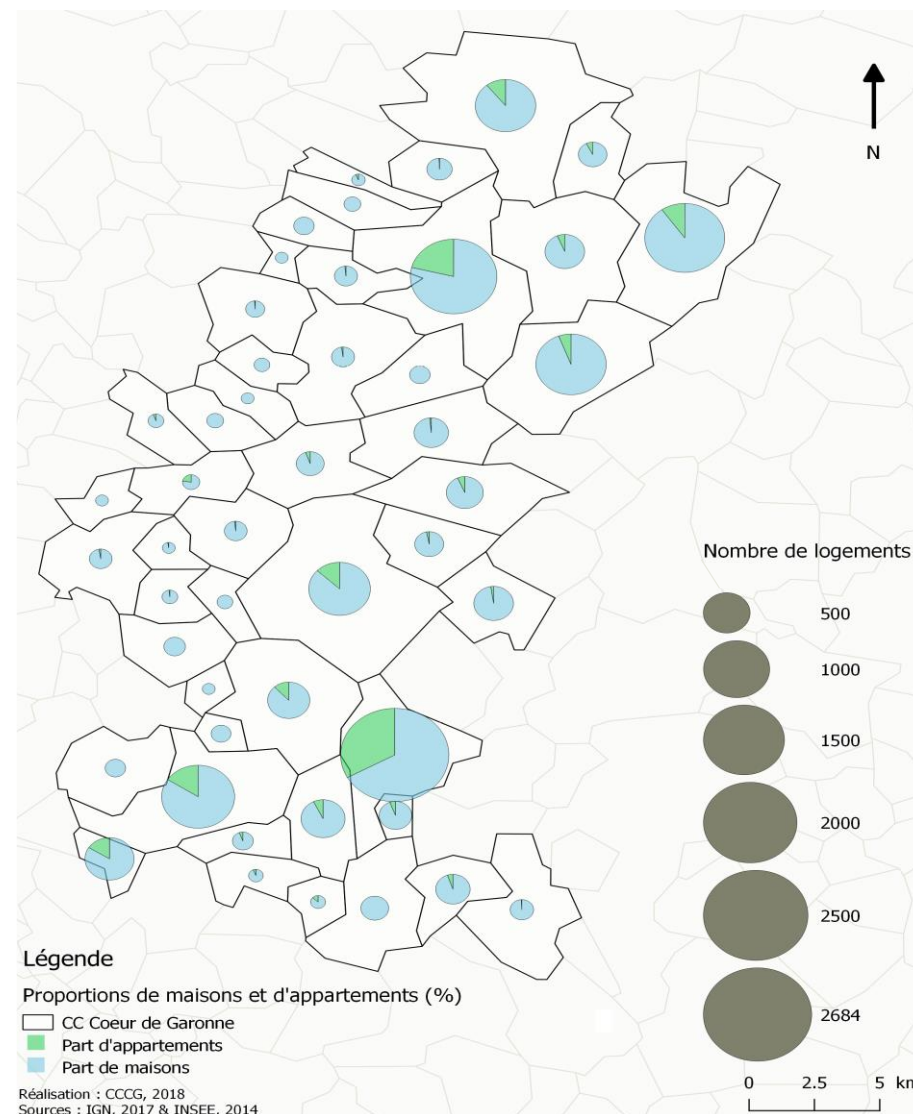 N
Nombre de logements
500
1000
1500
2000
2500
2684
Légende
Proportions de maisons et d'appartements (%)
CC Coeur de Garonne
Part d'appartements
Part de maisons
Réalisation : CCCG, 2018
Sources : IGN, 2017 & INSEE, 2014
0 2.5 5 km